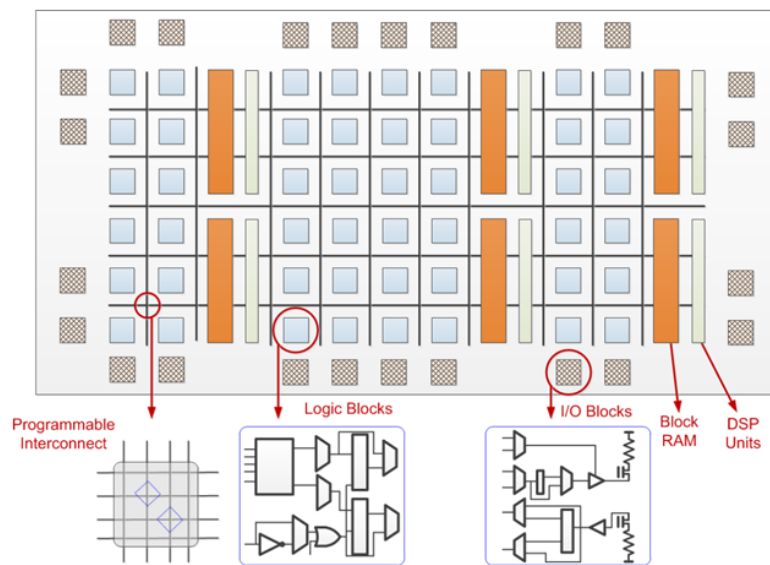 Programmable
Interconnect
Logic Blocks
I/O Blocks
Block
RAM
DSP
Units